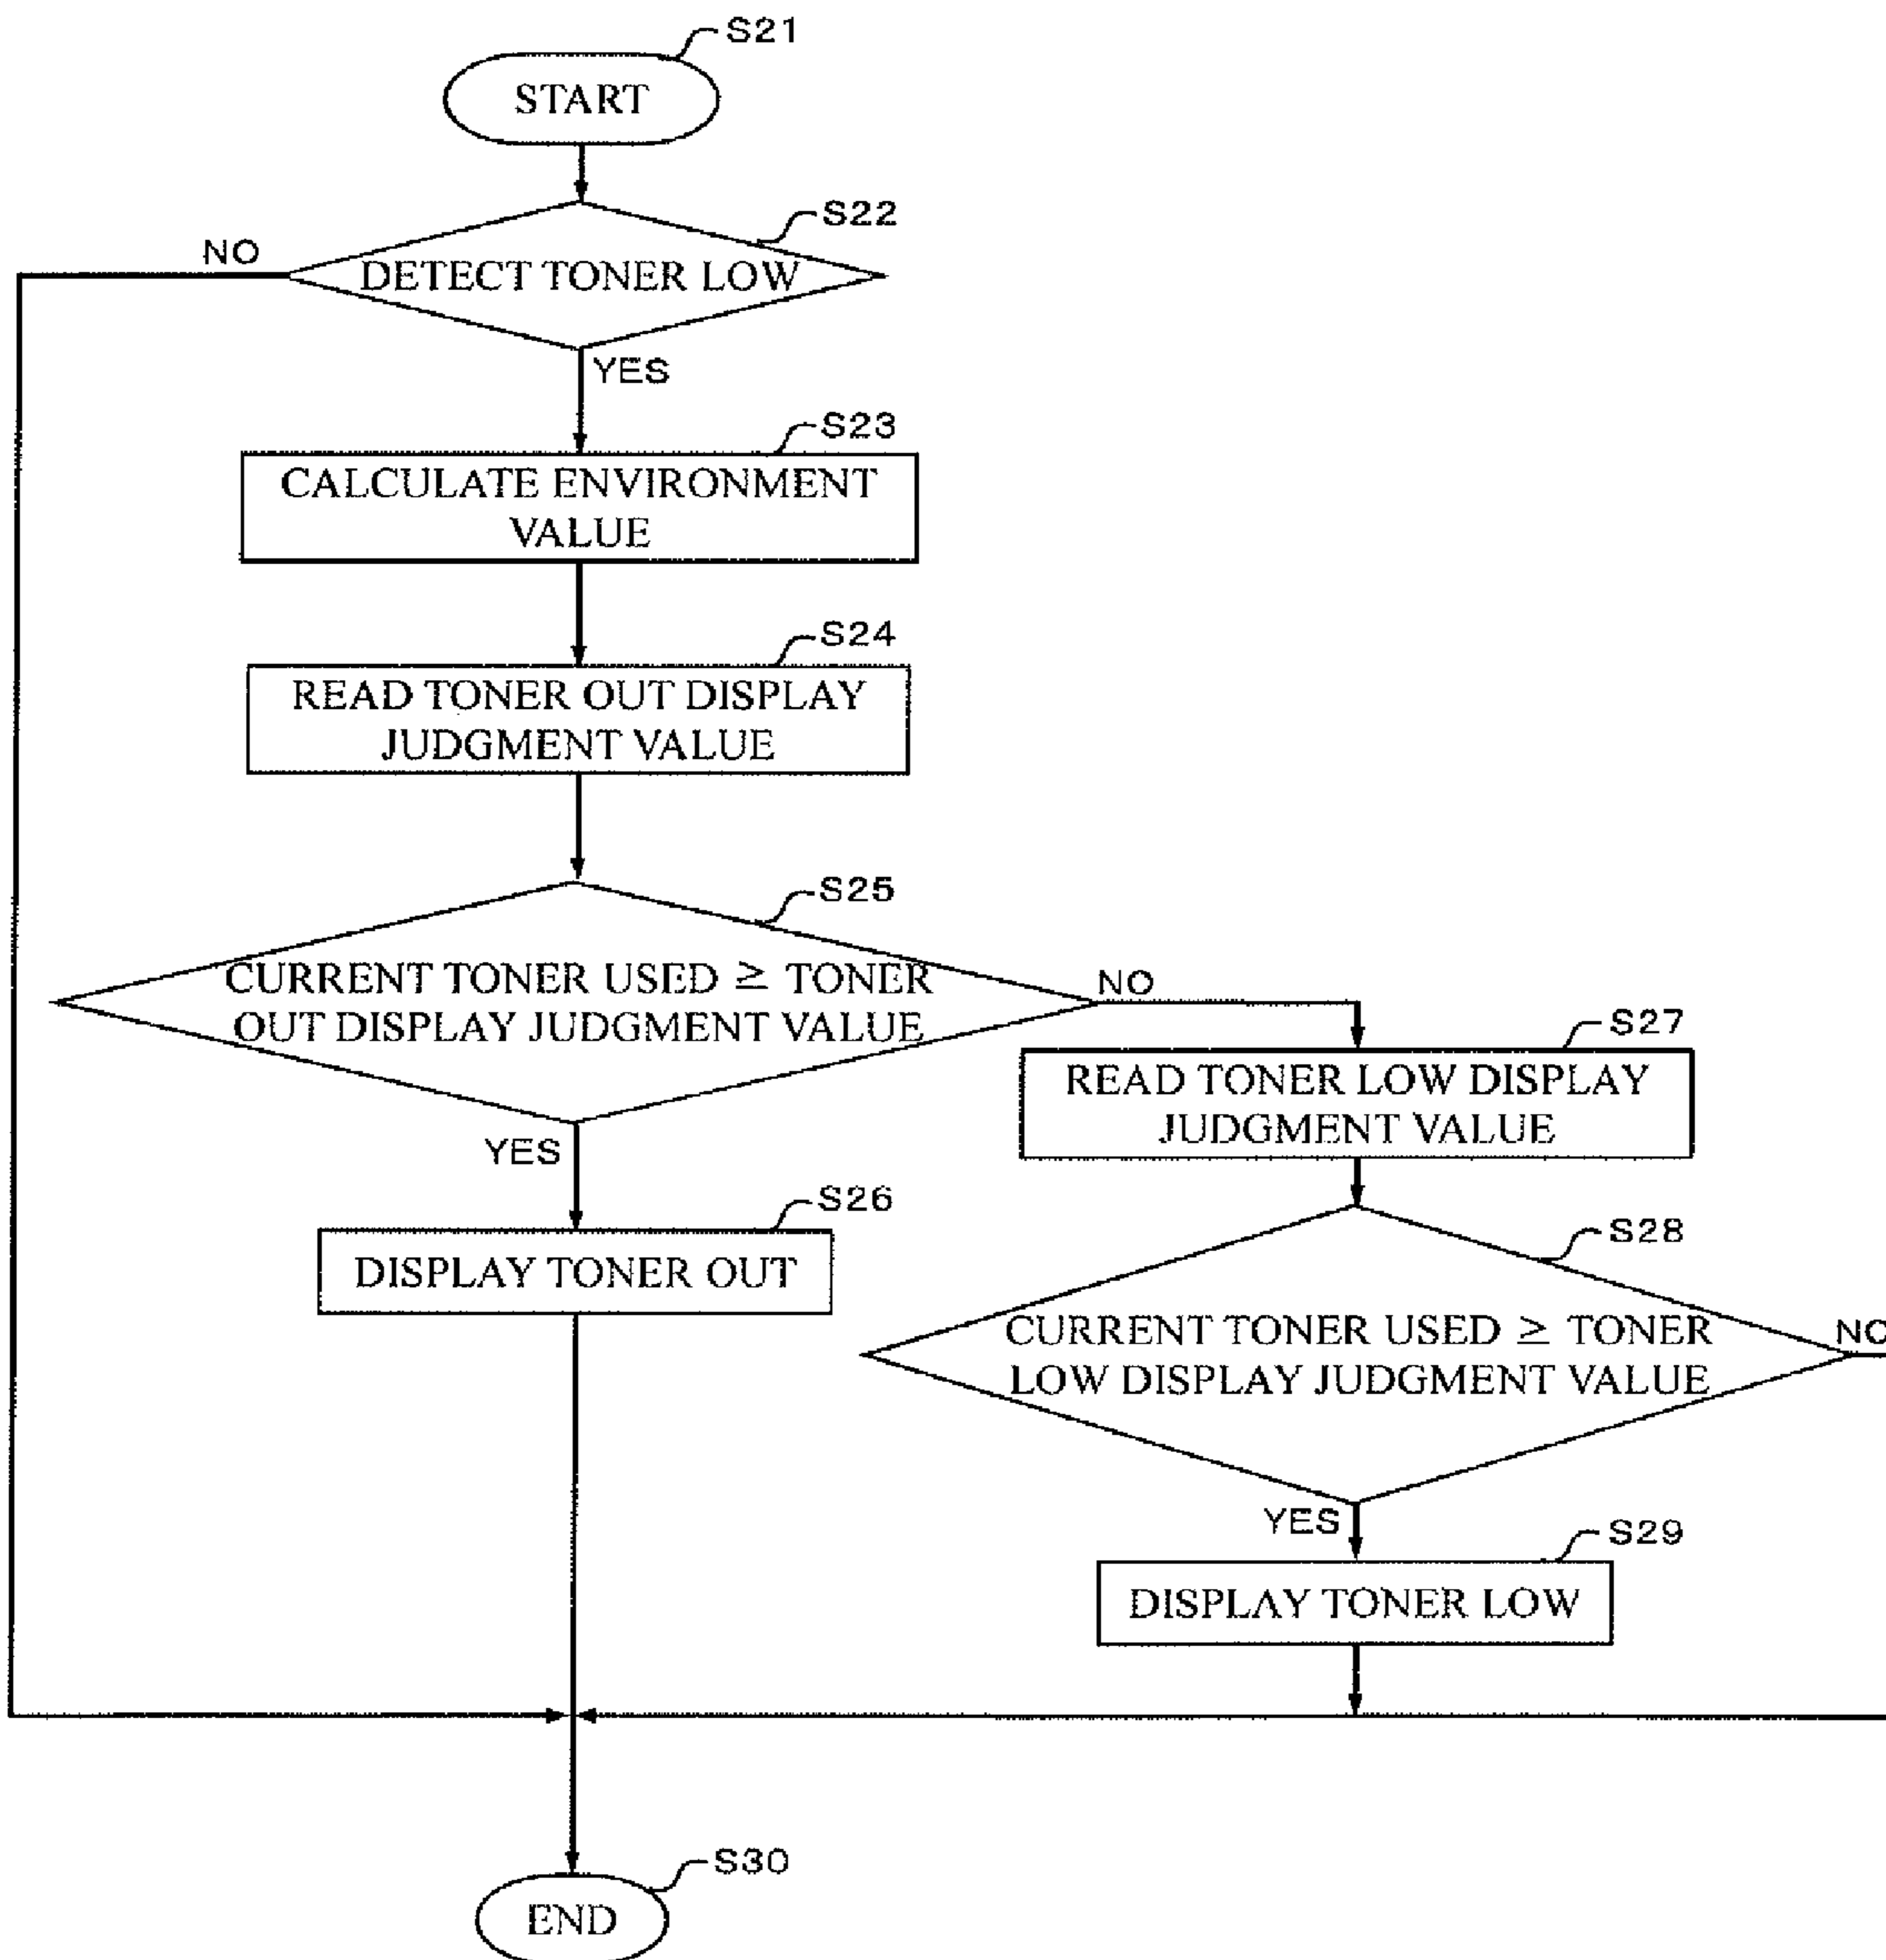 S21
START
S22
NO
DETECT TONER LOW
YES
S23
CALCULATE ENVIRONMENT
VALUE
S24
READ TONER OUT DISPLAY
JUDGMENT VALUE
S25
CURRENT TONER USED ≥ TONER
OUT DISPLAY JUDGMENT VALUE
NO
YES
S26
DISPLAY TONER OUT
S27
READ TONER LOW DISPLAY
JUDGMENT VALUE
S28
CURRENT TONER USED ≥ TONER
LOW DISPLAY JUDGMENT VALUE
NO
YES
S29
DISPLAY TONER LOW
S30
END